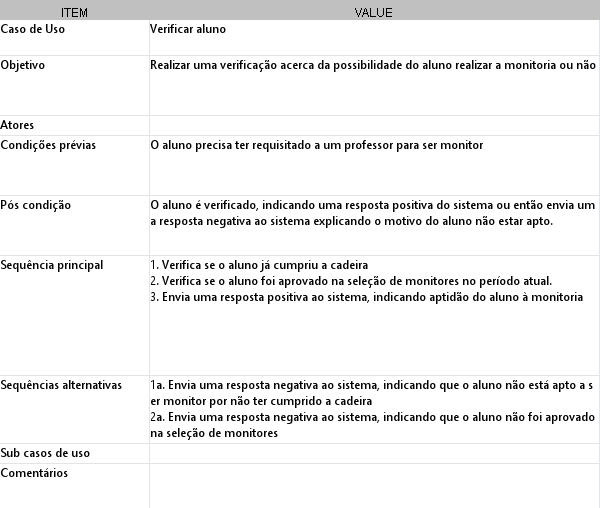 ITEM VALUE
Caso de Uso Verificar aluno
Objetivo Realizar uma verificação acerca da possibilidade do aluno realizar a monitoria ou não
Atores
Condições prévias O aluno precisa ter requisitado a um professor para ser monitor
Pós condição O aluno é verificado, indicando uma resposta positiva do sistema ou então envia um
a resposta negativa ao sistema explicando o motivo do aluno não estar apto.
Sequência principal 1. Verifica se o aluno já cumpriu a cadeira
2. Verifica se o aluno foi aprovado na seleção de monitores no período atual.
3. Envia uma resposta positiva ao sistema, indicando aptidão do aluno à monitoria
Sequências alternativas 1a. Envia uma resposta negativa ao sistema, indicando que o aluno não está apto a s
er monitor por não ter cumprido a cadeira
2a. Envia uma resposta negativa ao sistema, indicando que o aluno não foi aprovado
na seleção de monitores
Sub casos de uso
Comentários